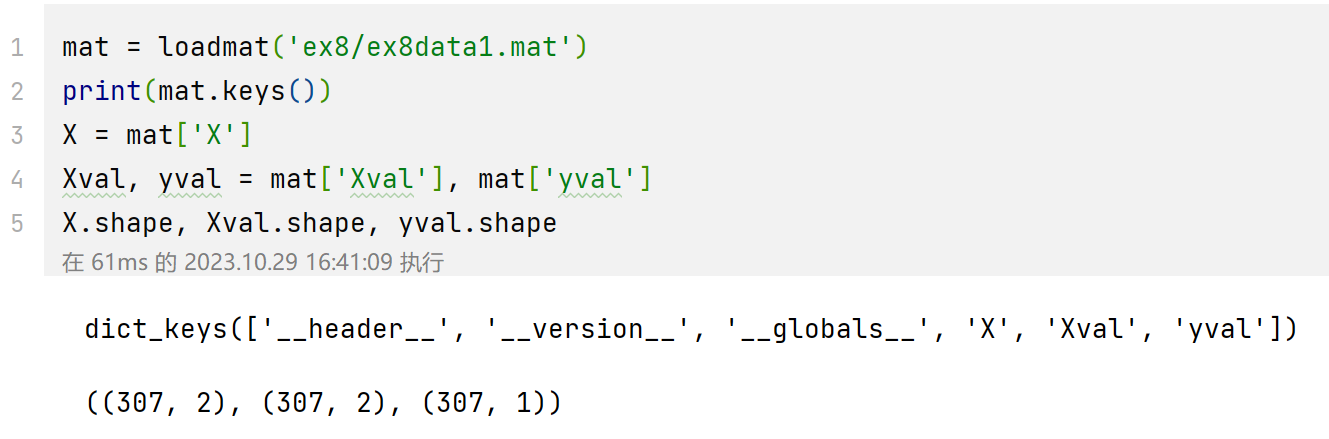 1 mat = loadmat('ex8/ex8data1.mat')
2 print(mat.keys())
3 X = mat['X']
4 Xval, yval = mat['Xval'], mat['yval']
5 X.shape, Xval.shape, yval.shape
在 61ms 的 2023.10.29 16:41:09 执行
dict_keys(['__header__', '__version__', '__globals__', 'X', 'Xval', 'yval'])
((307, 2), (307, 2), (307, 1))